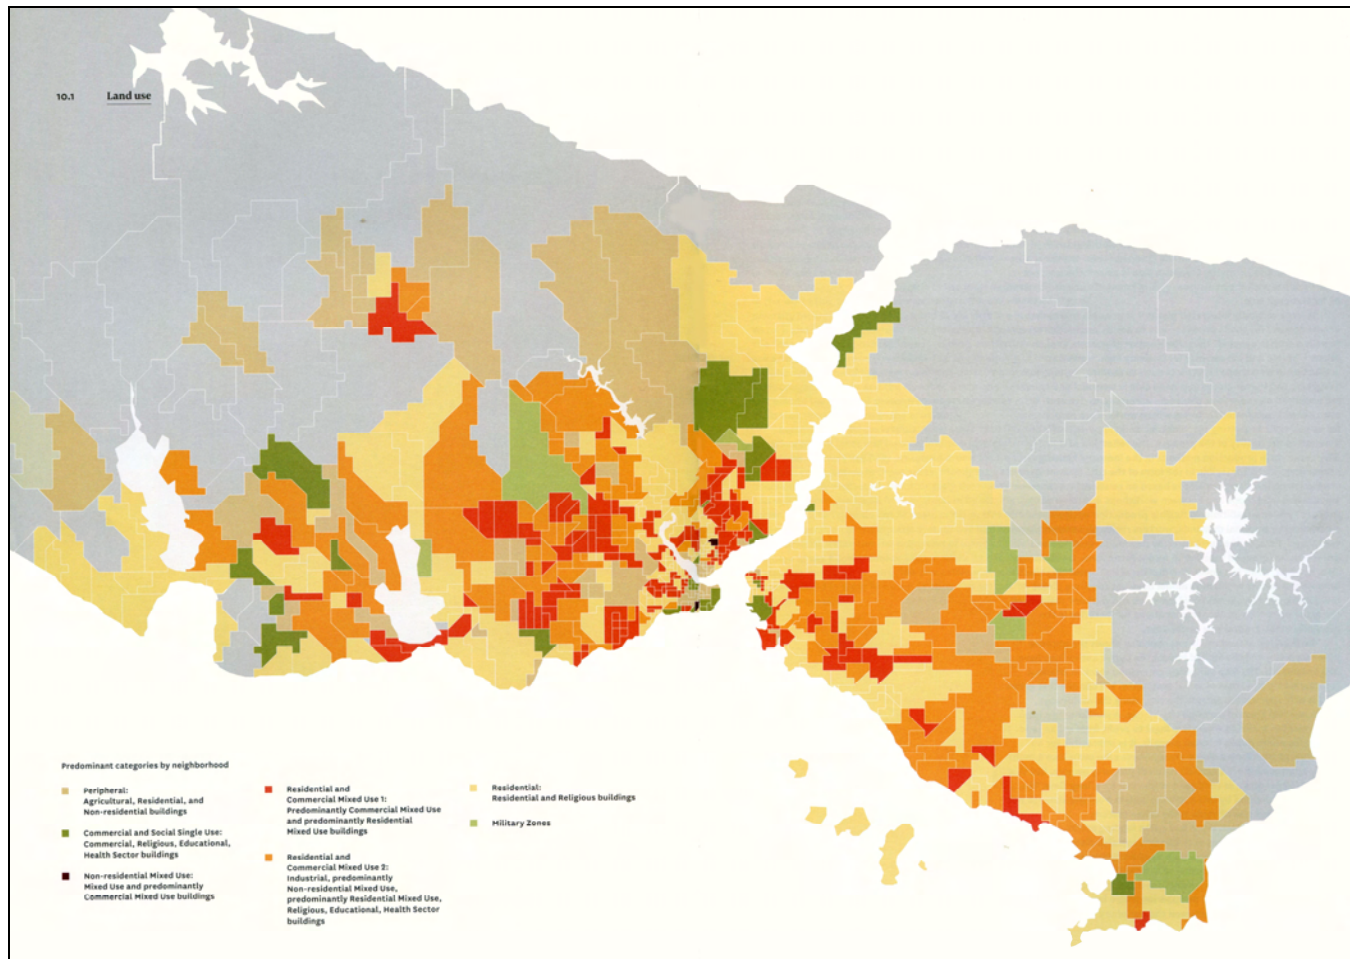 10.1 Land use
Predominant categories by neighborhood
Peripheral:
Agricultural, Residential, and
Non-residential buildings
Commercial and Social Single Use:
Commercial, Religious, Educational,
Health Sector buildings
Non-residential Mixed Use:
Mixed Use and predominantly
Commercial Mixed Use buildings
Residential and
Commercial Mixed Use 1:
Predominantly Commercial Mixed Use
and predominantly Residential
Mixed Use buildings
Residential and
Commercial Mixed Use 2:
Industrial, predominantly
Non-residential Mixed Use,
predominantly Residential Mixed Use,
Religious, Educational, Health Sector
buildings
Residential:
Residential and Religious buildings
Military Zones